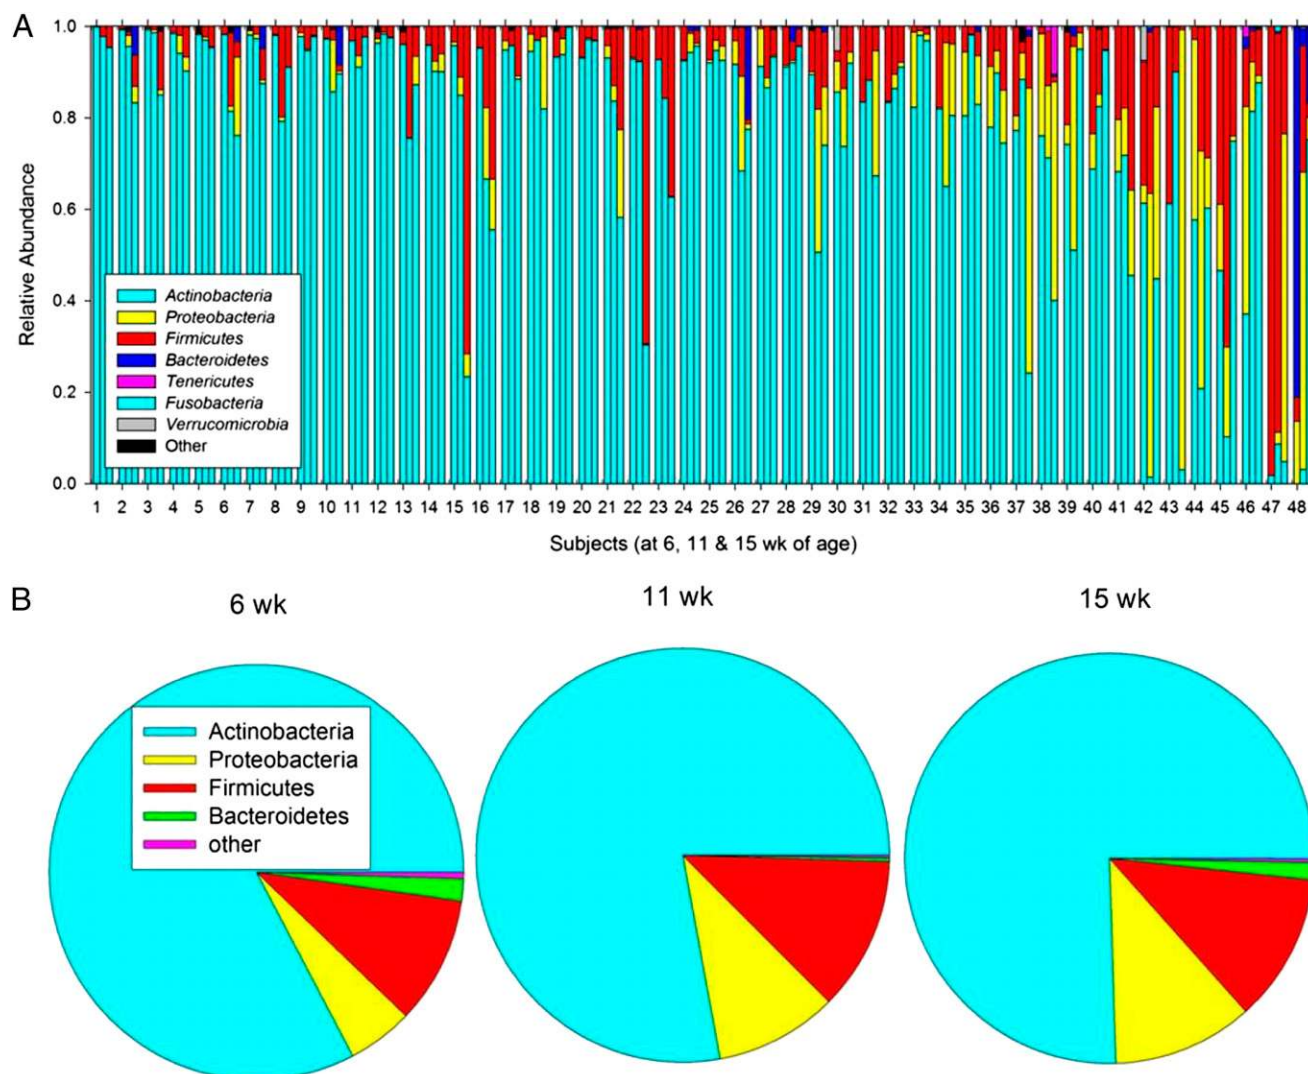 A
Relative Abundance
1.0
0.8
0.6
0.4
0.2
0.0
Actinobacteria
Proteobacteria
Firmicutes
Bacteroidetes
Tenericutes
Fusobacteria
Verrucomicrobia
Other
1 2 3 4 5 6 7 8 9 10 11 12 13 14 15 16 17 18 19 20 21 22 23 24 25 26 27 28 29 30 31 32 33 34 35 36 37 38 39 40 41 42 43 44 45 46 47 48
Subjects (at 6, 11 & 15 wk of age)
B
6 wk
11 wk
15 wk
Actinobacteria
Proteobacteria
Firmicutes
Bacteroidetes
other